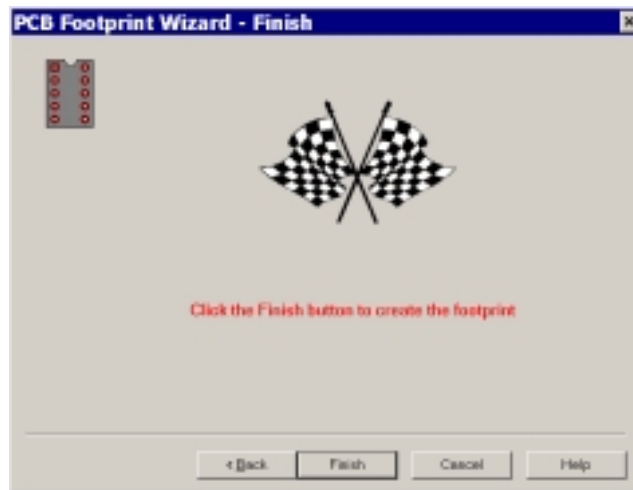 PCB Footprint Wizard - Finish
Click the Finish button to create the footprint
< Back
Finish
Cancel
Help